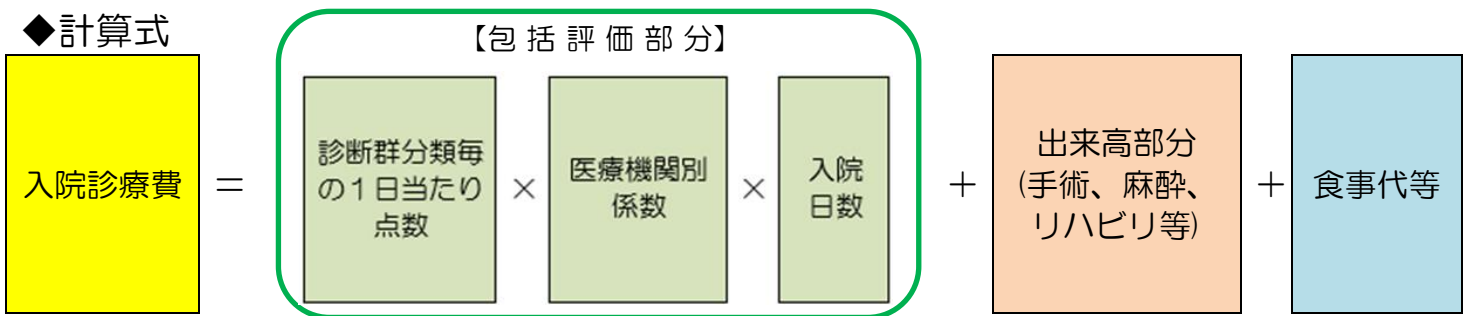 ◆計算式
【包 括 評 価 部 分】
入院診療費
＝
診断群分類毎
の１日当たり
点数
×
医療機関別
係数
×
入院
日数
＋
出来高部分
(手術、麻酔、
リハビリ等)
＋
食事代等